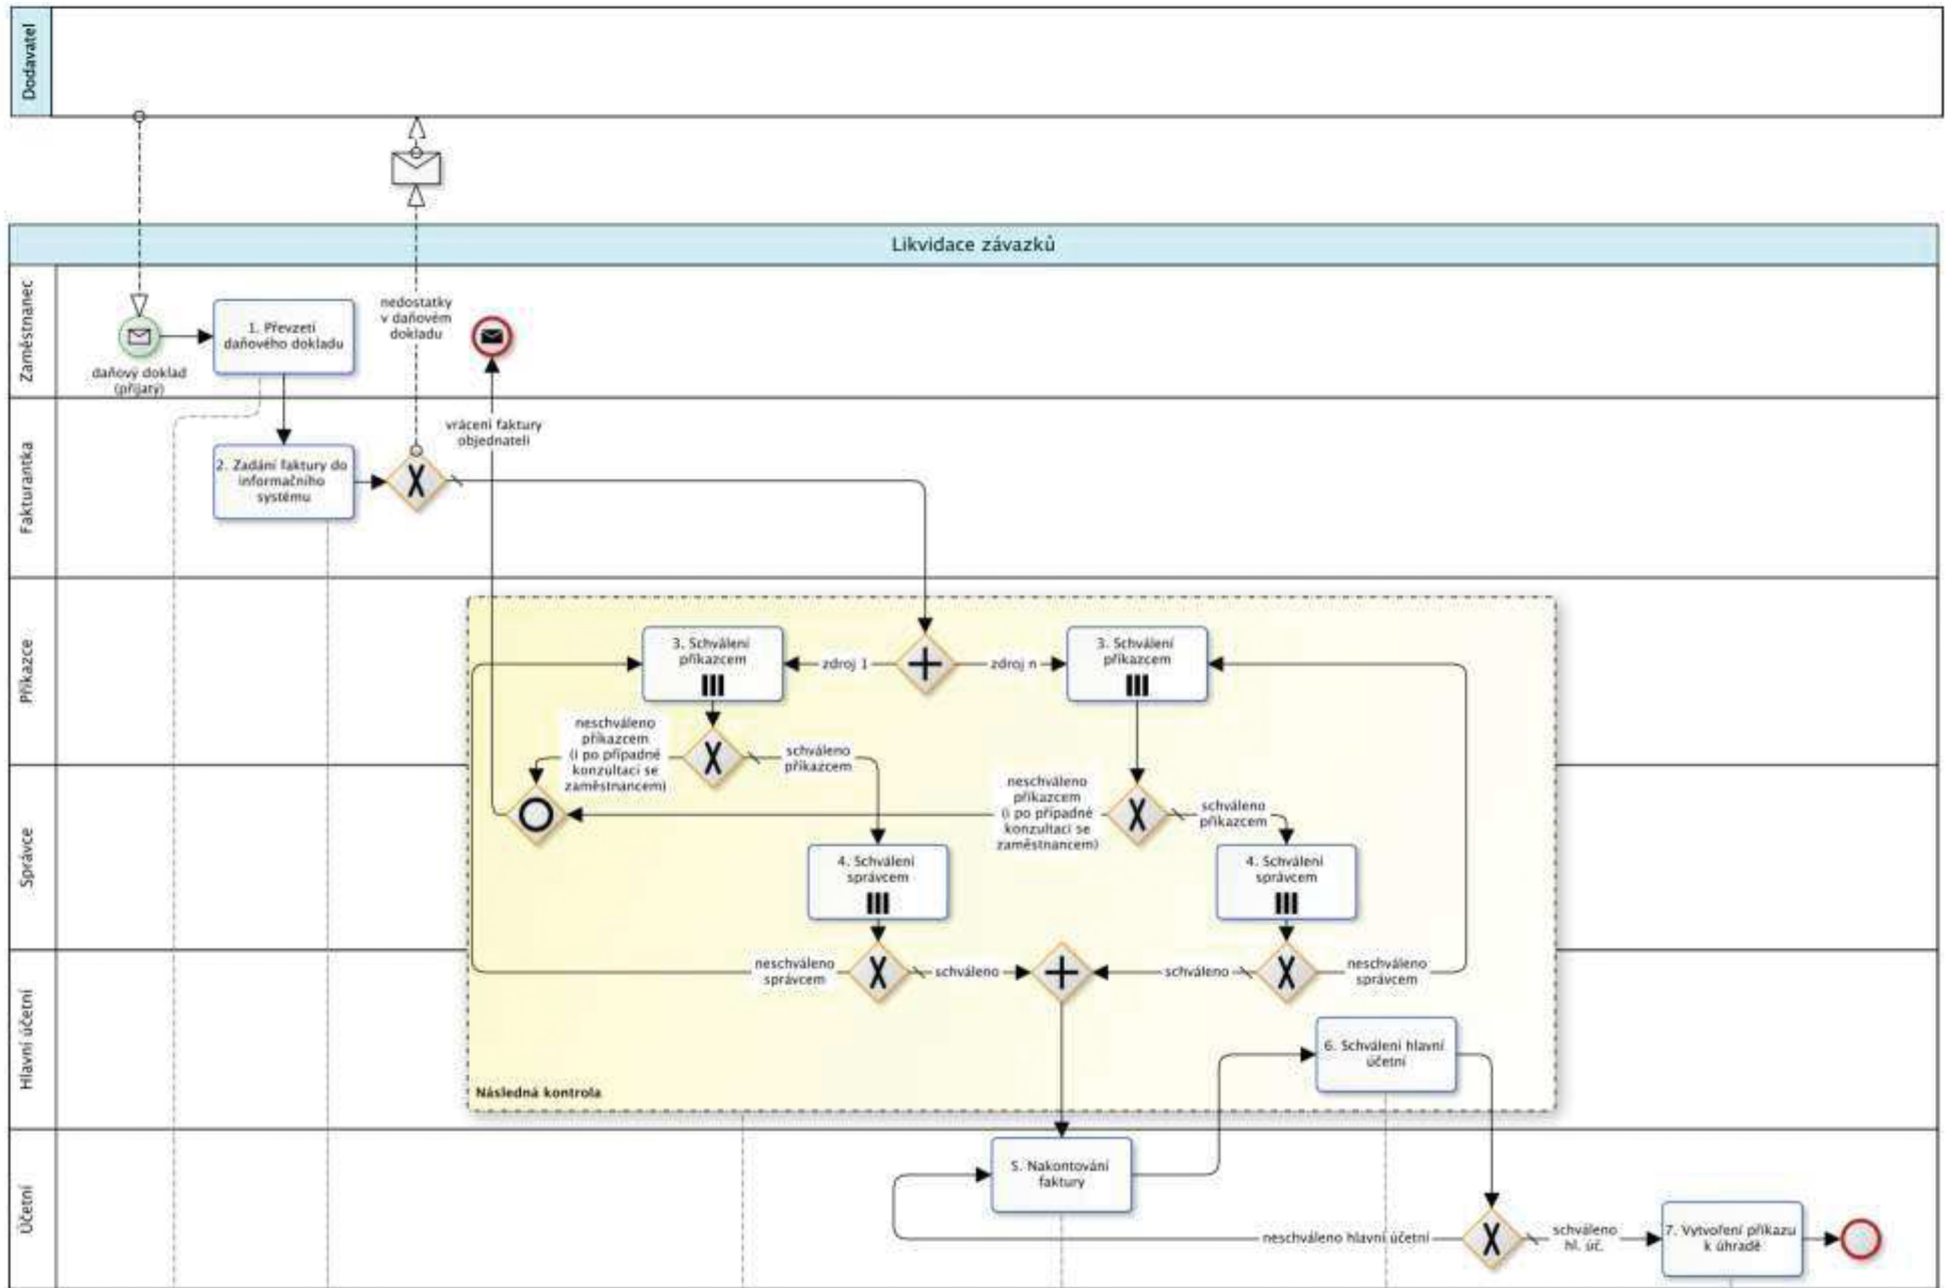 Dodavatel
Likvidace závazků
Zaměstnanec
daňový doklad
(přijatý)
1. Převzetí
daňového dokladu
nedostatky
v daňovém
dokladu
Fakturantka
2. Zadání faktury do
informačního
systému
vrácení faktury
objednateli
Příkazce
3. Schválení
příkazcem
zdroj 1
zdroj n
3. Schválení
příkazcem
neschváleno
příkazcem
(i po případné
konzultaci se
zaměstnancem)
schváleno
příkazcem
Správce
neschváleno
příkazcem
(i po případné
konzultaci se
zaměstnancem)
schváleno
příkazcem
4. Schválení
správcem
4. Schválení
správcem
Hlavní účetní
neschváleno
správcem
schváleno
schváleno
neschváleno
správcem
6. Schválení hlavní
účetní
Následná kontrola
Účetní
5. Nakontování
faktury
neschváleno hlavní účetní
schváleno
hl. úč.
7. Vytvoření příkazu
k úhradě